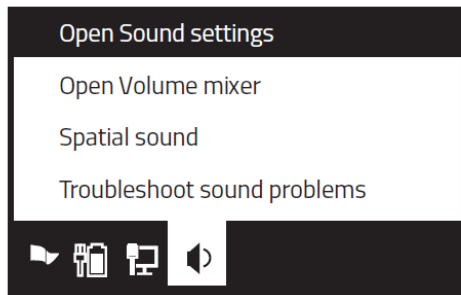 Open Sound settings
Open Volume mixer
Spatial sound
Troubleshoot sound problems